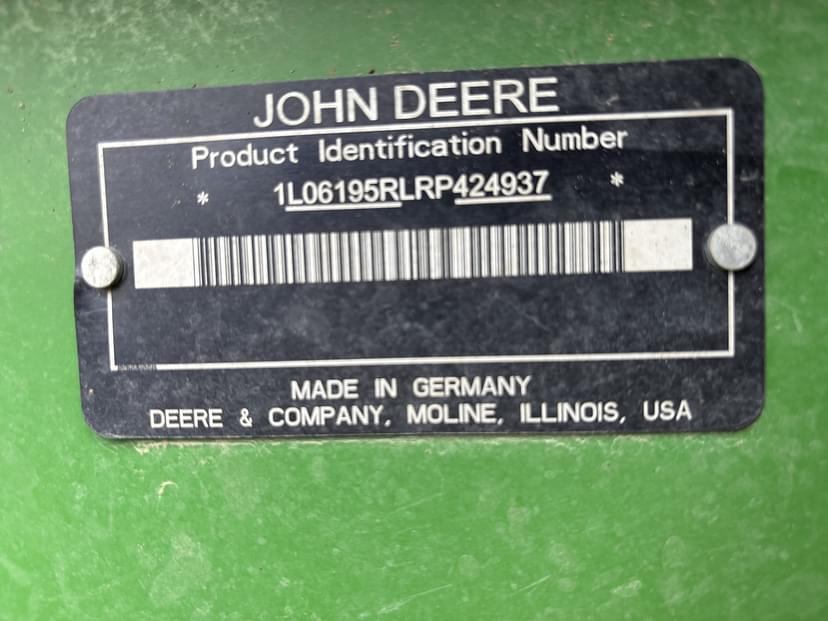 JOHN DEERE
Product Identification Number
* 1L06195RLRP424937 *
MADE IN GERMANY
DEERE & COMPANY, MOLINE, ILLINOIS, USA